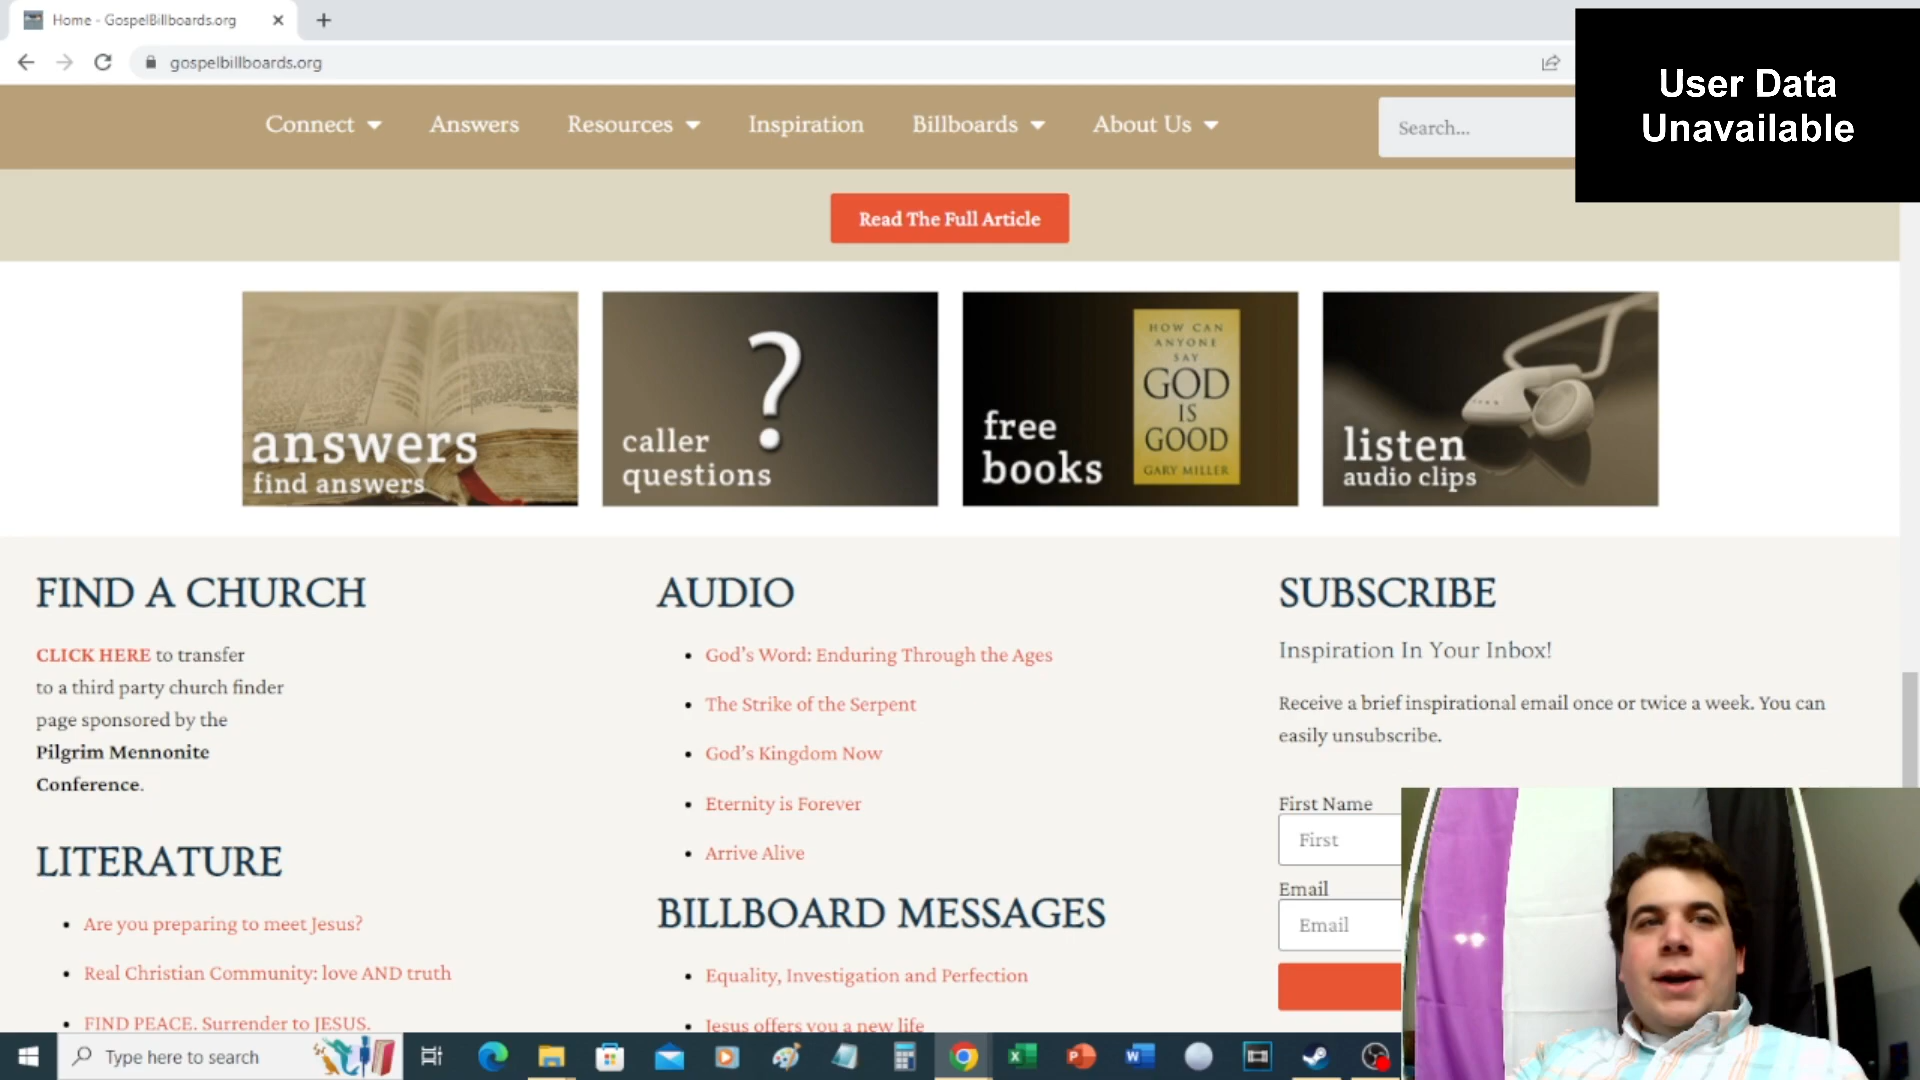 Home - GospelBillboards.org
gospelbillboards.org
User Data
Unavailable
Connect
Answers
Resources
Inspiration
Billboards
About Us
Search...
Read The Full Article
answers
find answers
?
caller
questions
free
books
HOW CAN
ANYONE
SAY
GOD
IS
GOOD
GARY MILLER
listen
audio clips
FIND A CHURCH
CLICK HERE to transfer
to a third party church finder
page sponsored by the
Pilgrim Mennonite
Conference.
LITERATURE
Are you preparing to meet Jesus?
Real Christian Community: love AND truth
FIND PEACE. Surrender to JESUS.
AUDIO
God's Word: Enduring Through the Ages
The Strike of the Serpent
God's Kingdom Now
Eternity is Forever
Arrive Alive
BILLBOARD MESSAGES
Equality, Investigation and Perfection
Jesus offers you a new life
SUBSCRIBE
Inspiration In Your Inbox!
Receive a brief inspirational email once or twice a week. You can
easily unsubscribe.
First Name
First
Email
Email
Type here to search